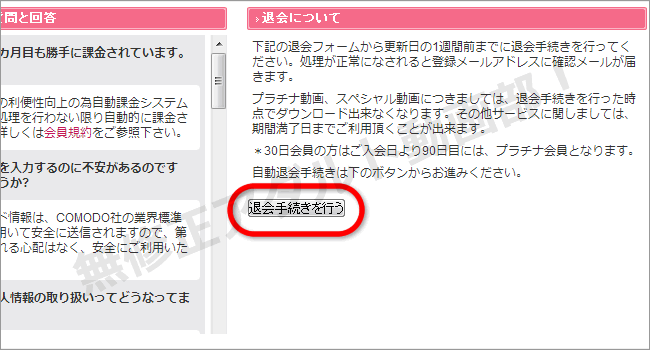 質問と回答
カ月目も勝手に課金されています。
の利便性向上の為自動課金システム
処理を行わない限り自動的に課金さ
詳しくは会員規約をご参照下さい。
を入力するのに不安があるのです
うか?
ド情報は、COMODO社の業界標準
用いて安全に送信されますので、第
れる心配はなく、安全にご利用いた
人情報の取り扱いってどうなってま
退会について
下記の退会フォームから更新日の1週間前までに退会手続きを行ってく
ださい。処理が正常になされると登録メールアドレスに確認メールが届
きます。
プラチナ動画、スペシャル動画につきましては、退会手続きを行った時
点でダウンロード出来なくなります。その他サービスに関しましては、
期間満了日までご利用頂くことが出来ます。
＊30日会員の方はご入会日より90日目には、プラチナ会員となります。
自動退会手続きは下のボタンからお進みください。
退会手続きを行う